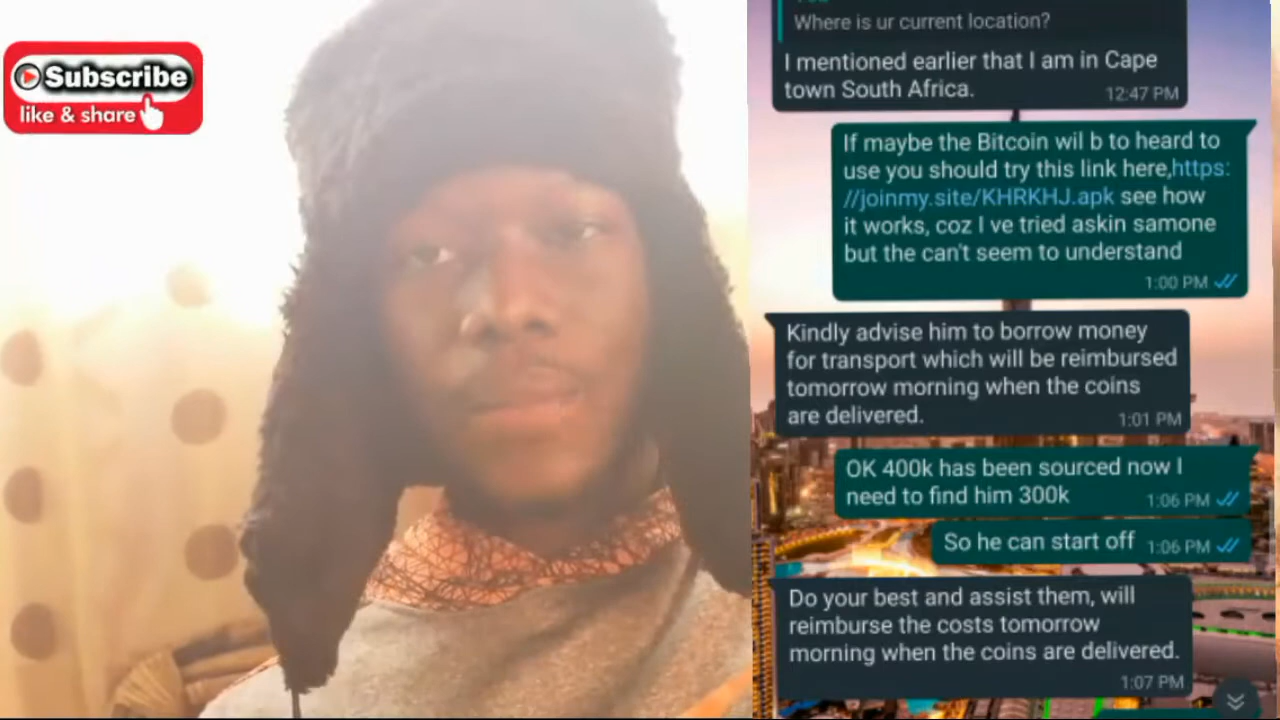 Subscribe
like & share
Where is ur current location?
I mentioned earlier that I am in Cape
town South Africa.
12:47 PM
If maybe the Bitcoin wil b to heard to
use you should try this link here,https:
//joinmy.site/KHRKHJ.apk see how
it works, coz I ve tried askin samone
but the can't seem to understand
1:00 PM
Kindly advise him to borrow money
for transport which will be reimbursed
tomorrow morning when the coins
are delivered.
1:01 PM
OK 400k has been sourced now I
need to find him 300k
1:06 PM
So he can start off
1:06 PM
Do your best and assist them, will
reimburse the costs tomorrow
morning when the coins are delivered.
1:07 PM